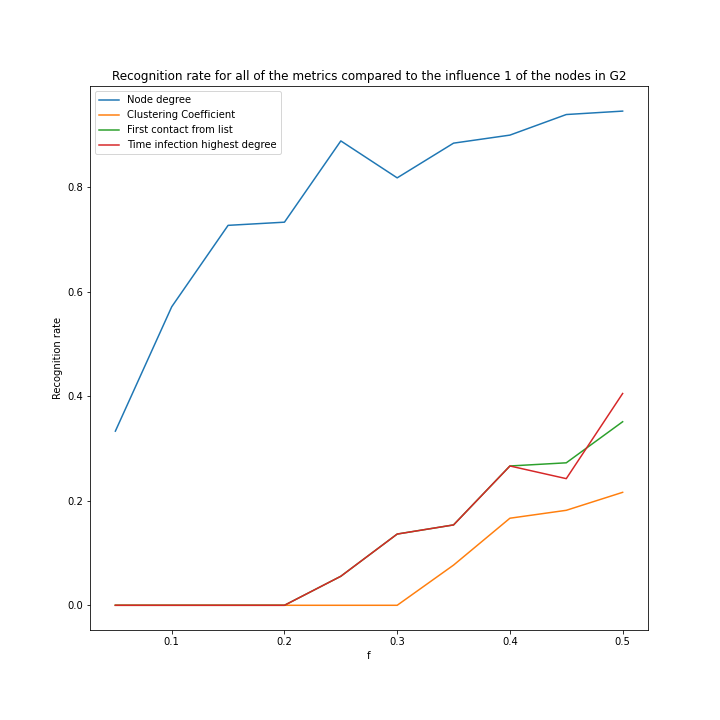 Recognition rate for all of the metrics compared to the influence 1 of the nodes in G2
Node degree
Clustering Coefficient
First contact from list
Time infection highest degree
Recognition rate
0.8
0.6
0.4
0.2
0.0
0.1 0.2 0.3 0.4 0.5
f